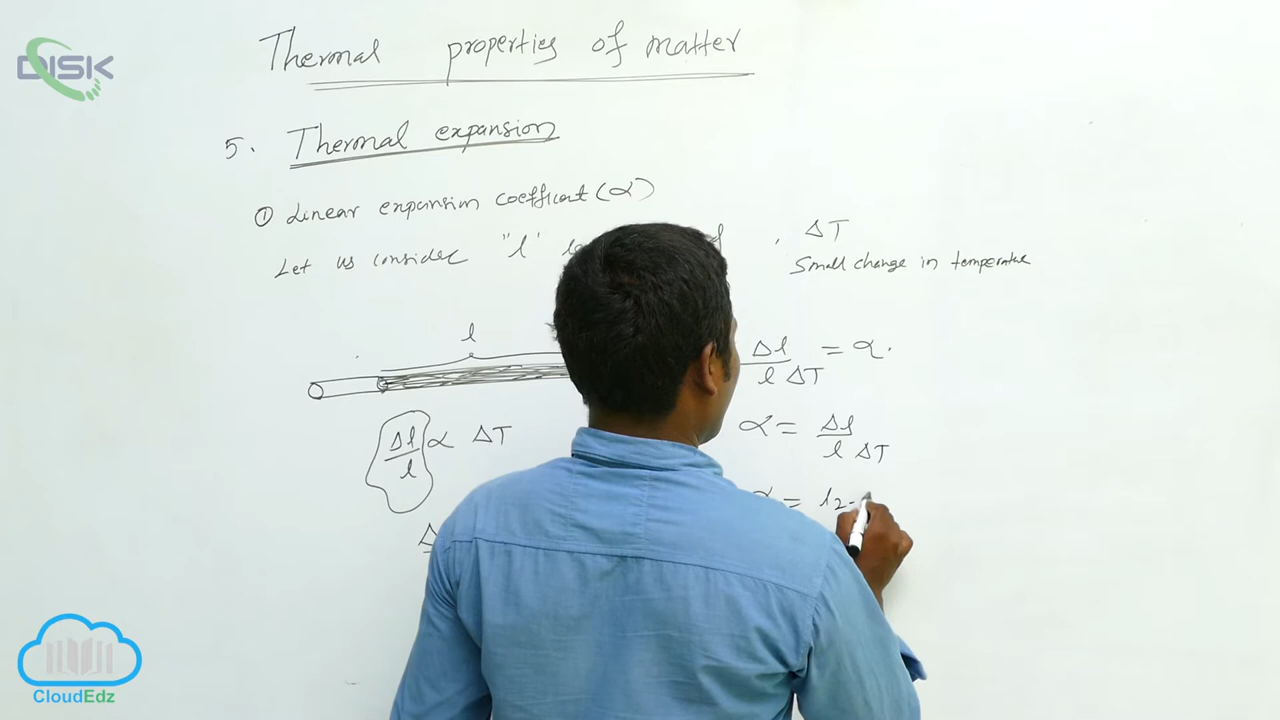 DISK
Thermal properties of matter
5. Thermal expansion
① Linear expansion coefficient (α)
Let us consider "l"
ΔT
Small change in temperature
l
Δl / l ΔT = α.
Δl / l α ΔT
α = Δl / l ΔT
α = l2 -
CloudEdz